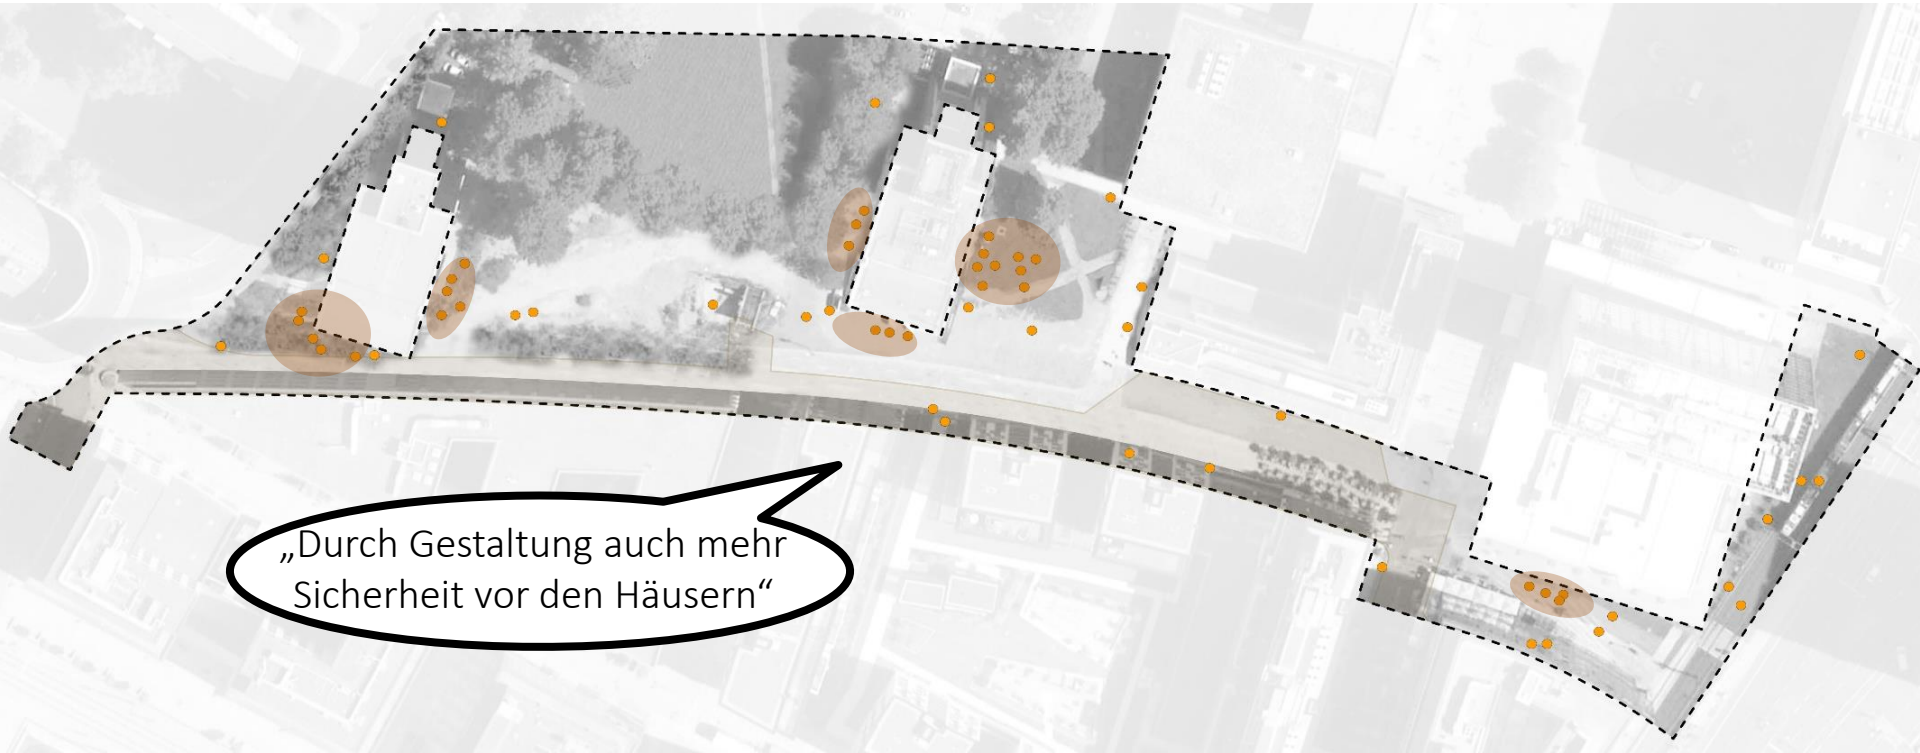 „Durch Gestaltung auch mehr
Sicherheit vor den Häusern“